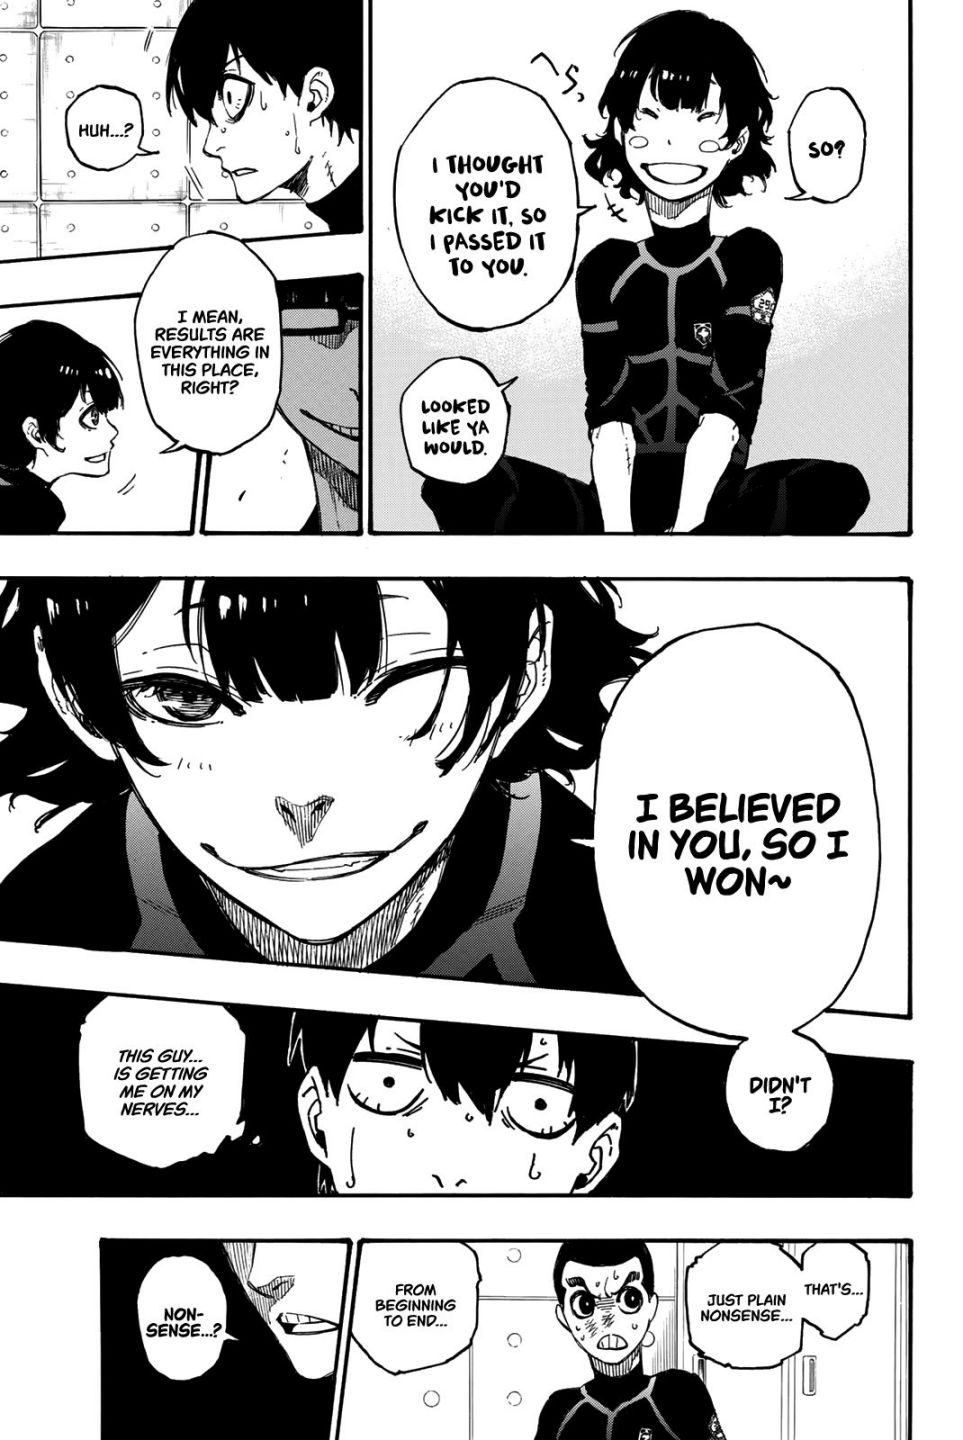 SO?
I THOUGHT
YOU'D
KICK IT, SO
I PASSED IT
TO YOU.
へら、
LOOKED
LIKE YA
WOULD.
HUH...?
I MEAN,
RESULTS ARE
EVERYTHING IN
THIS PLACE,
RIGHT?
I BELIEVED
IN YOU, SO I
WON~
DIDN'T
I?
THIS GUY...
IS GETTING
ME ON MY
NERVES...
THAT'S...
JUST PLAIN
NONSENSE...
FROM
BEGINNING
TO END...
NON-
SENSE...?